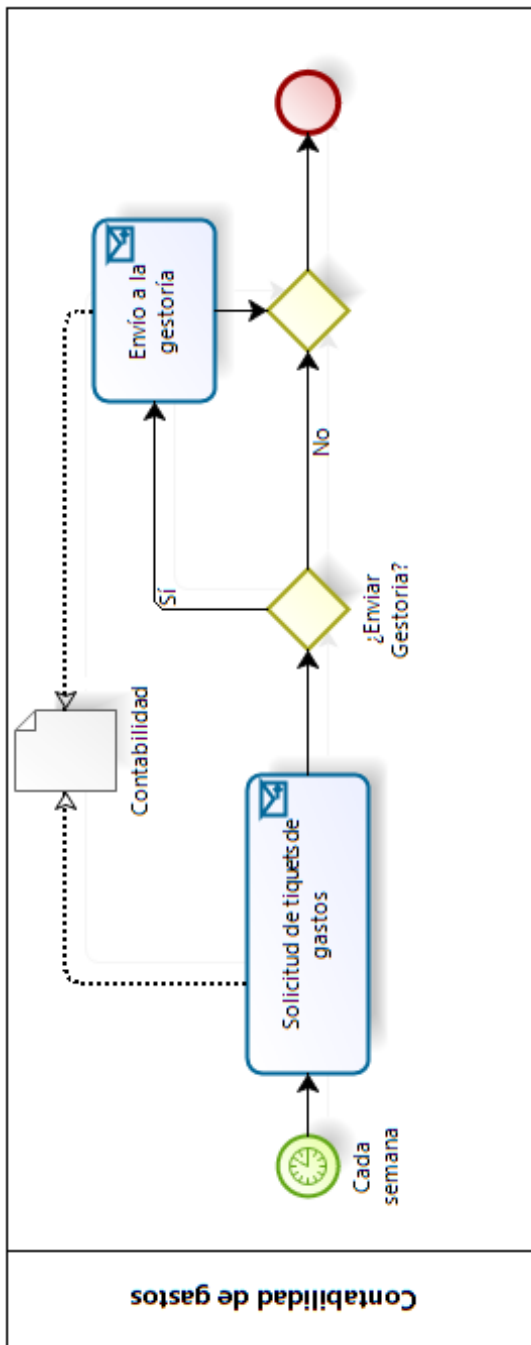 Contabilidad de gastos
Cada
semana
Solicitud de tiquets de
gastos
Contabilidad
¿Enviar
Gestoria?
Sí
No
Envío a la
gestoría